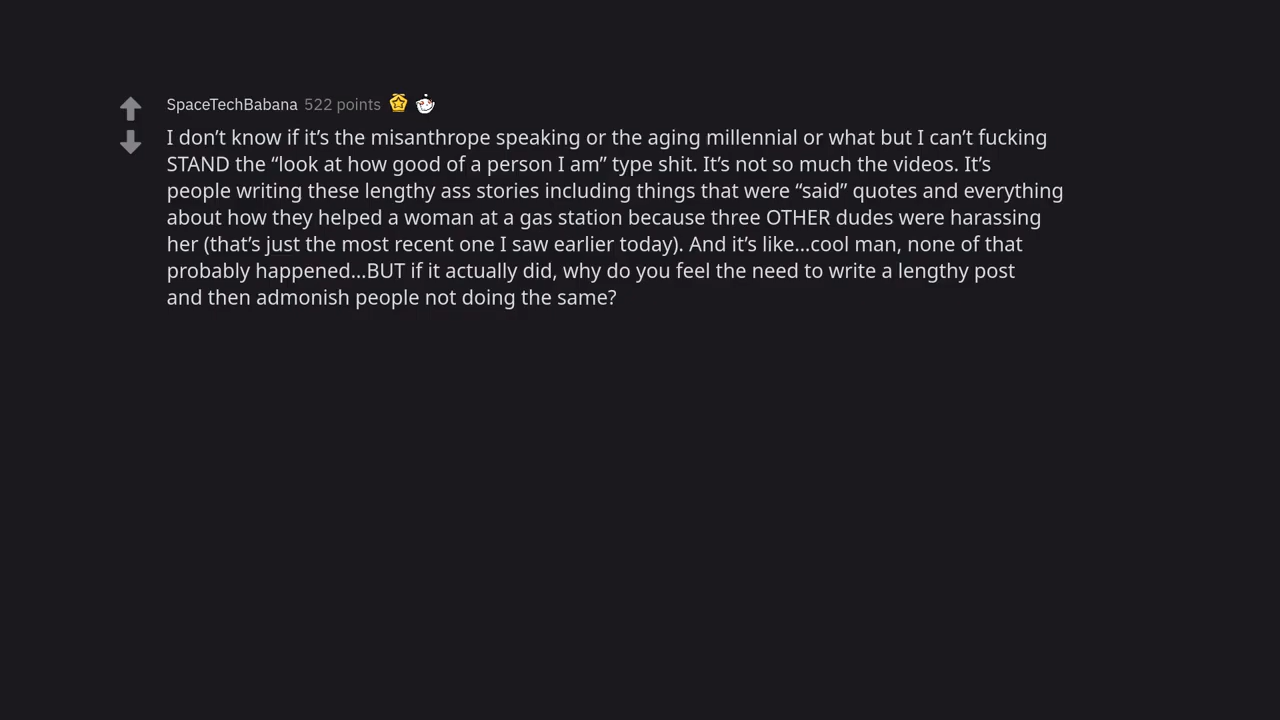 SpaceTechBabana 522 points
I don’t know if it’s the misanthrope speaking or the aging millennial or what but I can’t fucking
STAND the “look at how good of a person I am” type shit. It’s not so much the videos. It’s
people writing these lengthy ass stories including things that were “said” quotes and everything
about how they helped a woman at a gas station because three OTHER dudes were harassing
her (that’s just the most recent one I saw earlier today). And it’s like...cool man, none of that
probably happened...BUT if it actually did, why do you feel the need to write a lengthy post
and then admonish people not doing the same?